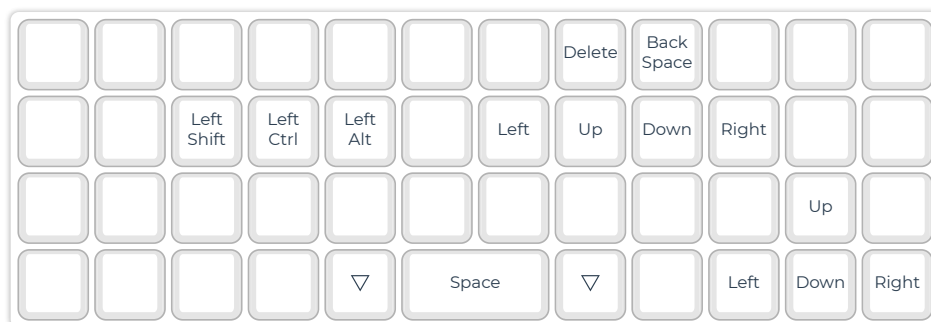 Delete
Back
Space
Left
Shift
Left
Ctrl
Left
Alt
Left
Up
Down
Right
Up
▽
Space
▽
Left
Down
Right